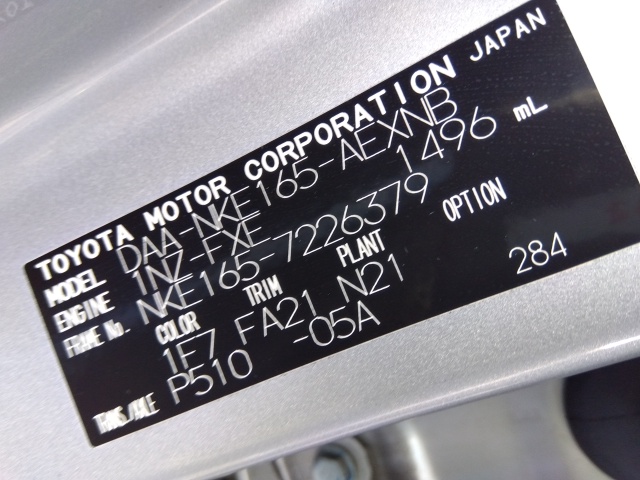 TOYOTA MOTOR CORPORATION JAPAN
MODEL DAA-NKE165-AEXNB
ENGINE 1NZ-FXE 1496 mL
FRAME No. NKE165-7226379
COLOR TRIM PLANT OPTION
1F7 FA21 N21 284
TRANS./AXLE P510 -05A